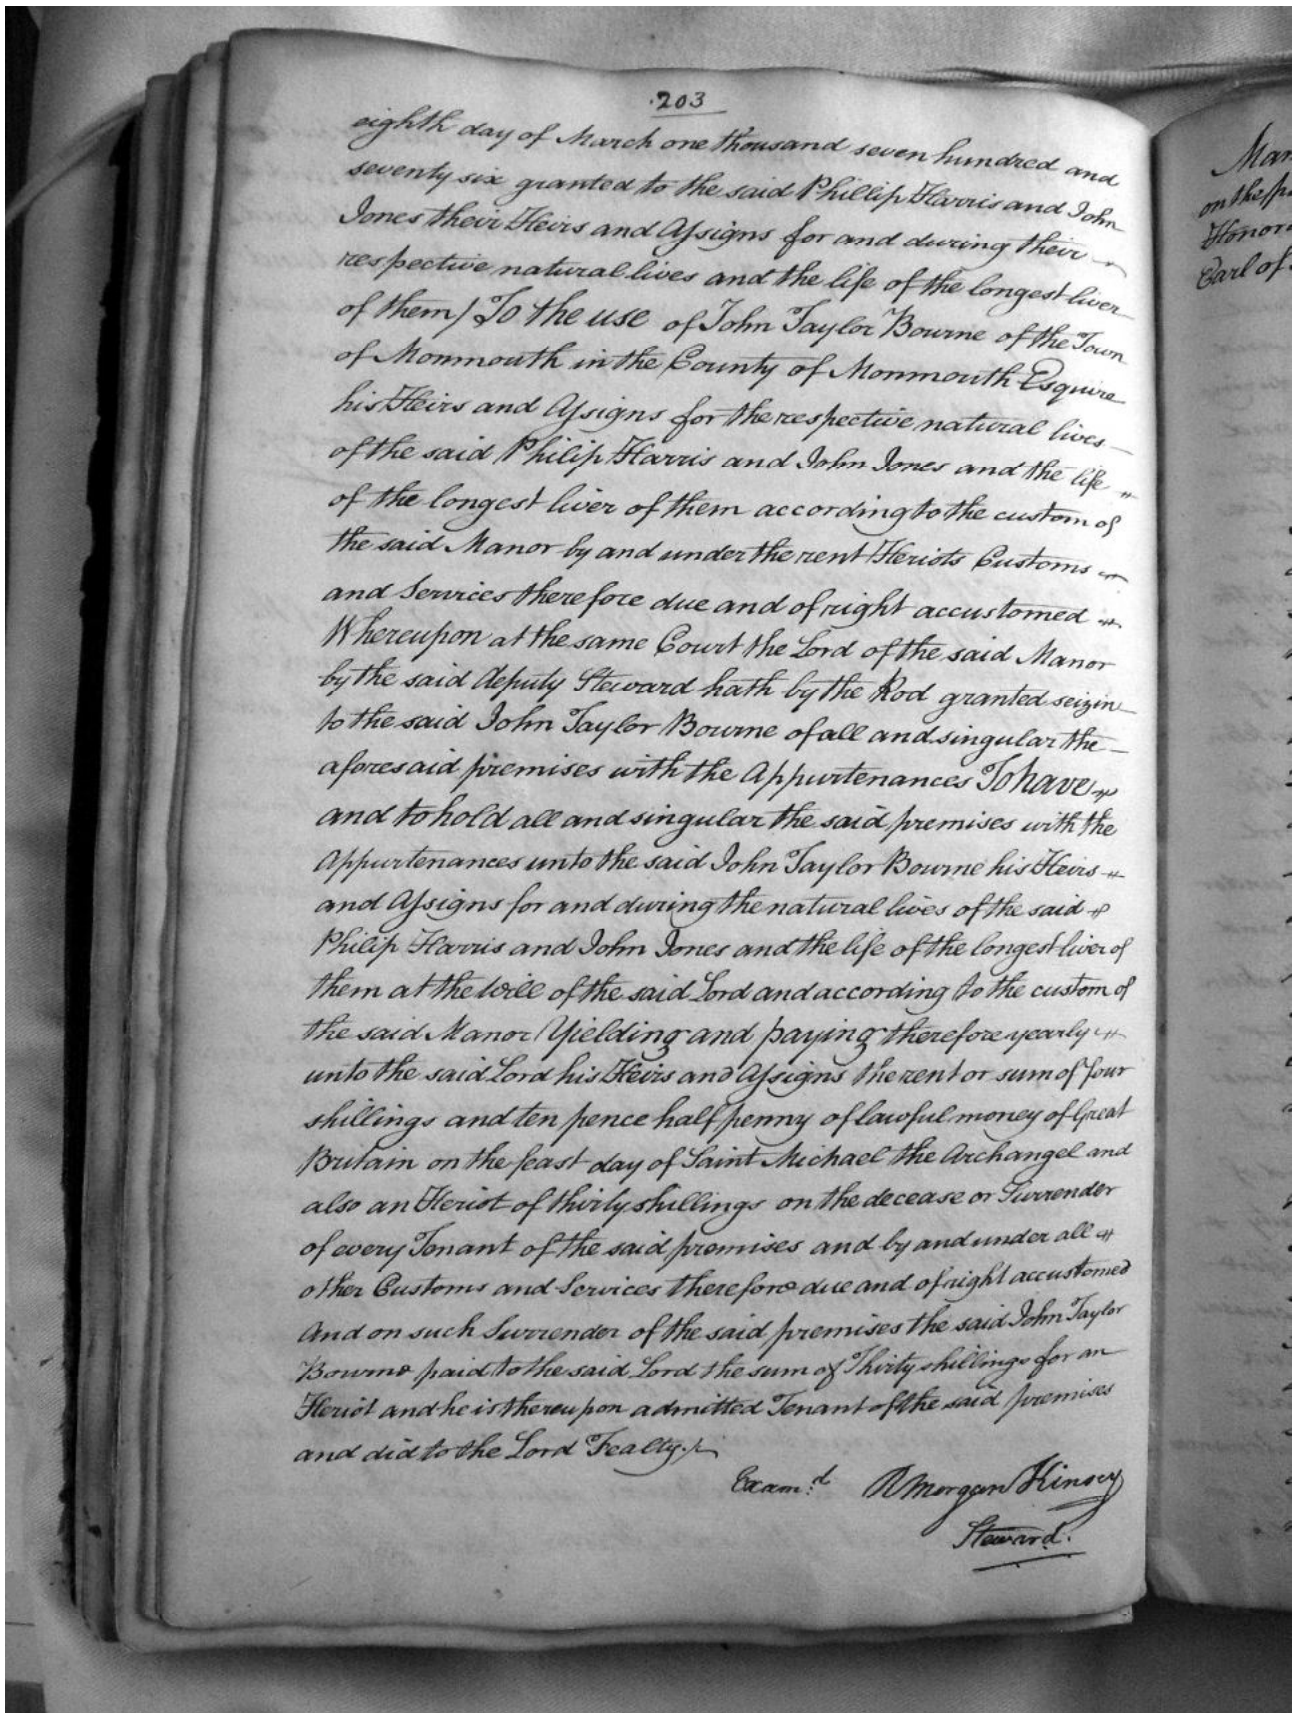 203
eighth day of March one thousand seven hundred and
seventy six granted to the said Phillip Harris and John
Jones their Heirs and Assigns for and during their
respective natural lives and the life of the longest liver
of them / To the use of John Taylor Bourne of the Town
of Monmouth in the County of Monmouth Esquire
his Heirs and Assigns for the respective natural lives
of the said Philip Harris and John Jones and the life
of the longest liver of them according to the custom of
the said Manor by and under the rent Heriots Customs
and Services therefore due and of right accustomed
Whereupon at the same Court the Lord of the said Manor
by the said deputy Steward hath by the Rod granted seizin
to the said John Taylor Bourne of all and singular the
aforesaid premises with the Appurtenances To have
and to hold all and singular the said premises with the
Appurtenances unto the said John Taylor Bourne his Heirs
and Assigns for and during the natural lives of the said
Philip Harris and John Jones and the life of the longest liver of
them at the Will of the said Lord and according to the custom of
the said Manor Yielding and paying therefore yearly
unto the said Lord his Heirs and Assigns the rent or sum of four
shillings and ten pence half penny of lawful money of Great
Britain on the feast day of Saint Michael the Archangel and
also an Heriot of thirty shillings on the decease or Surrender
of every Tenant of the said premises and by and under all
other Customs and Services therefore due and of right accustomed
And on such Surrender of the said premises the said John Taylor
Bourne paid to the said Lord the sum of Thirty shillings for an
Heriot and he is thereupon admitted Tenant of the said premises
and did to the Lord Fealty./.
Exam:d R Morgan Kinsey
Steward.
Man
on the
Honor
Earl of